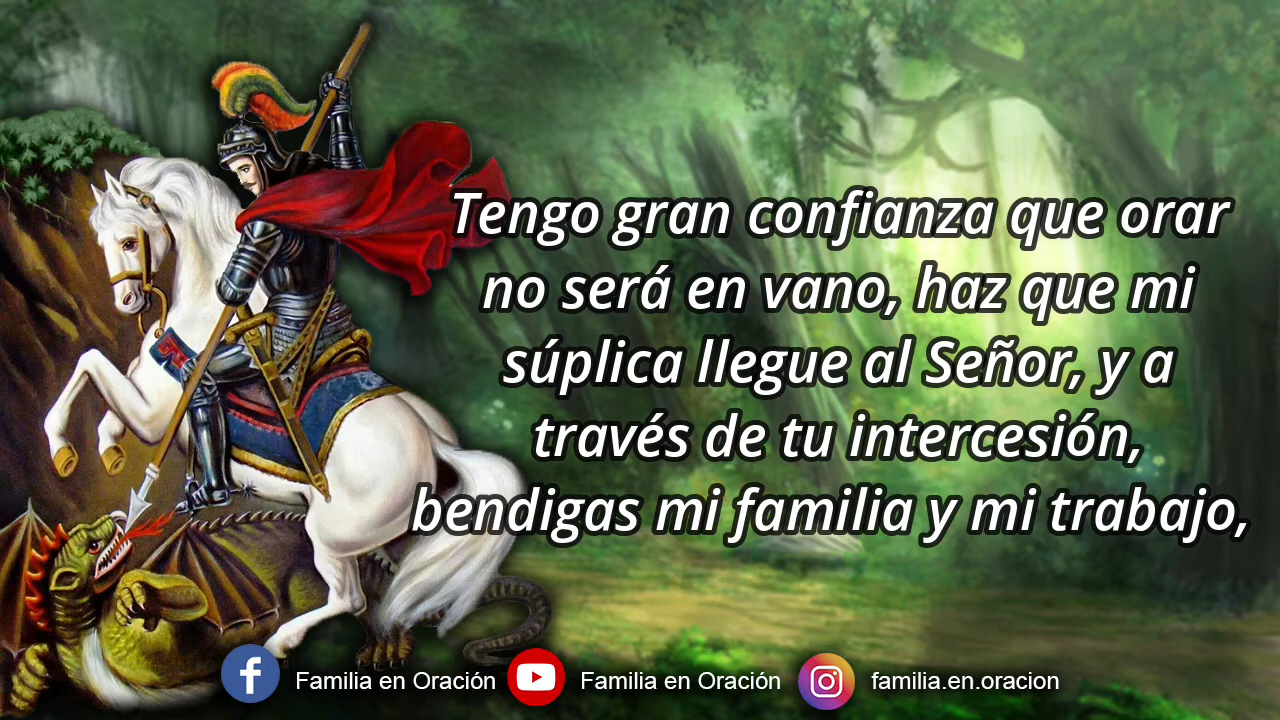 Tengo gran confianza que orar
no será en vano, haz que mi
súplica llegue al Señor, y a
través de tu intercesión,
bendigas mi familia y mi trabajo,
Familia en Oración Familia en Oración familia.en.oracion